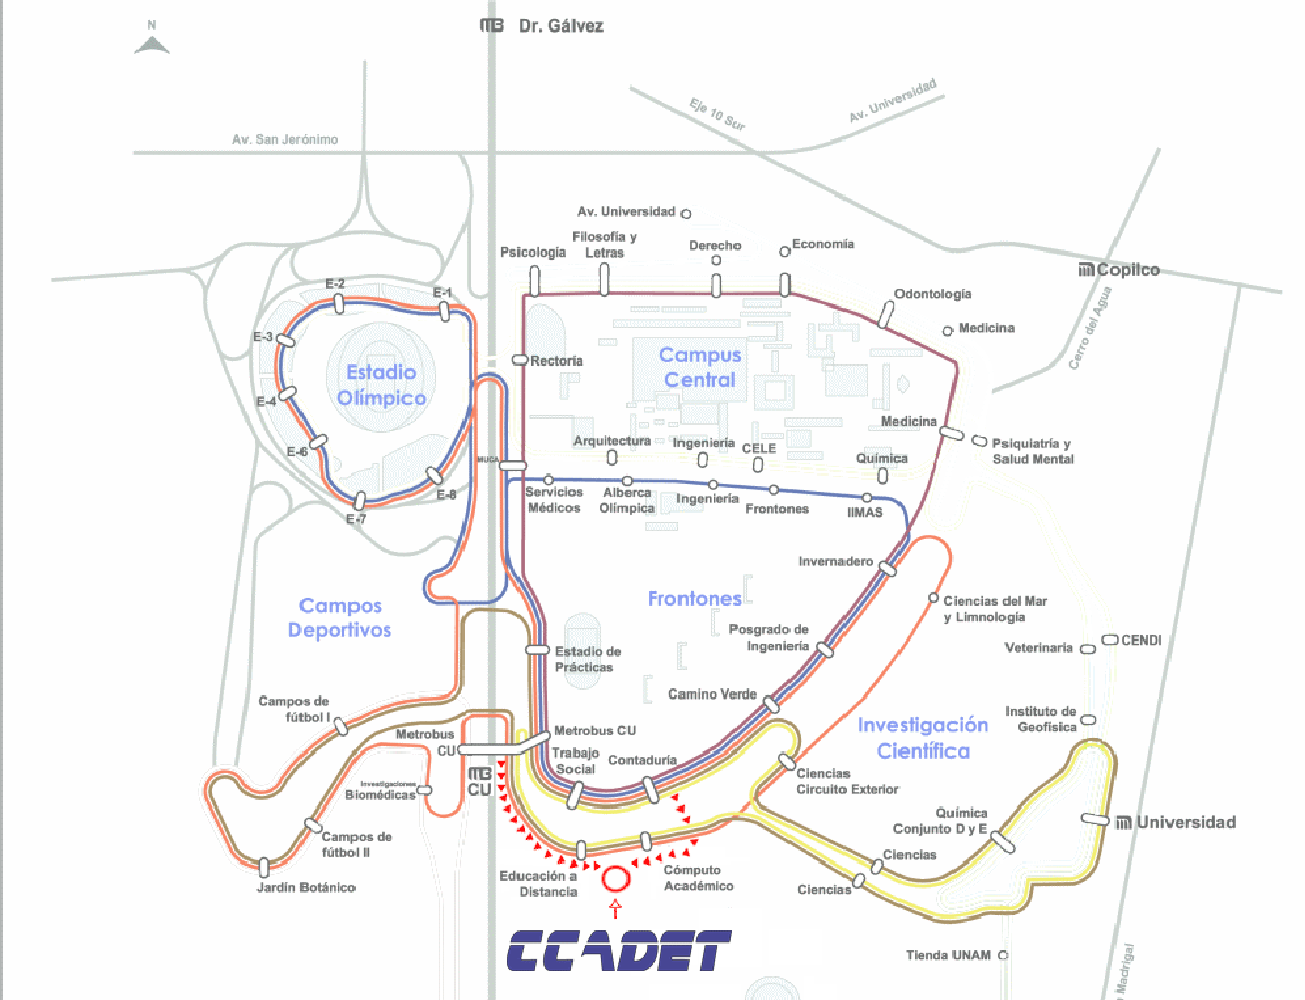 Dr. Gálvez
N
Av. San Jerónimo
Eje 10 Sur
Av. Universidad
Av. Universidad
Filosofía y
Letras
Psicología
Derecho
Economía
Copilco
Cerro del Agua
Odontología
Medicina
E-2
E-1
E-3
E-4
E-6
E-7
E-8
Estadio
Olímpico
Rectoría
Campus
Central
MUCA
Medicina
Psiquiatría y
Salud Mental
Arquitectura
Ingeniería
CELE
Química
Servicios
Médicos
Alberca
Olímpica
Ingeniería
Frontones
IIMAS
Invernadero
Campos
Deportivos
Frontones
Ciencias del Mar
y Limnología
Posgrado de
Ingeniería
Veterinaria
CENDI
Estadio de
Prácticas
Camino Verde
Campos de
fútbol I
Instituto de
Geofísica
Investigación
Científica
Metrobus
CU
Metrobus CU
Trabajo
Social
Contaduría
CU
Investigaciones
Biomédicas
Ciencias
Circuito Exterior
Química
Conjunto D y E
Universidad
Campos de
fútbol II
Ciencias
Ciencias
Jardín Botánico
Educación a
Distancia
Cómputo
Académico
CCADET
Tienda UNAM
Madrigal